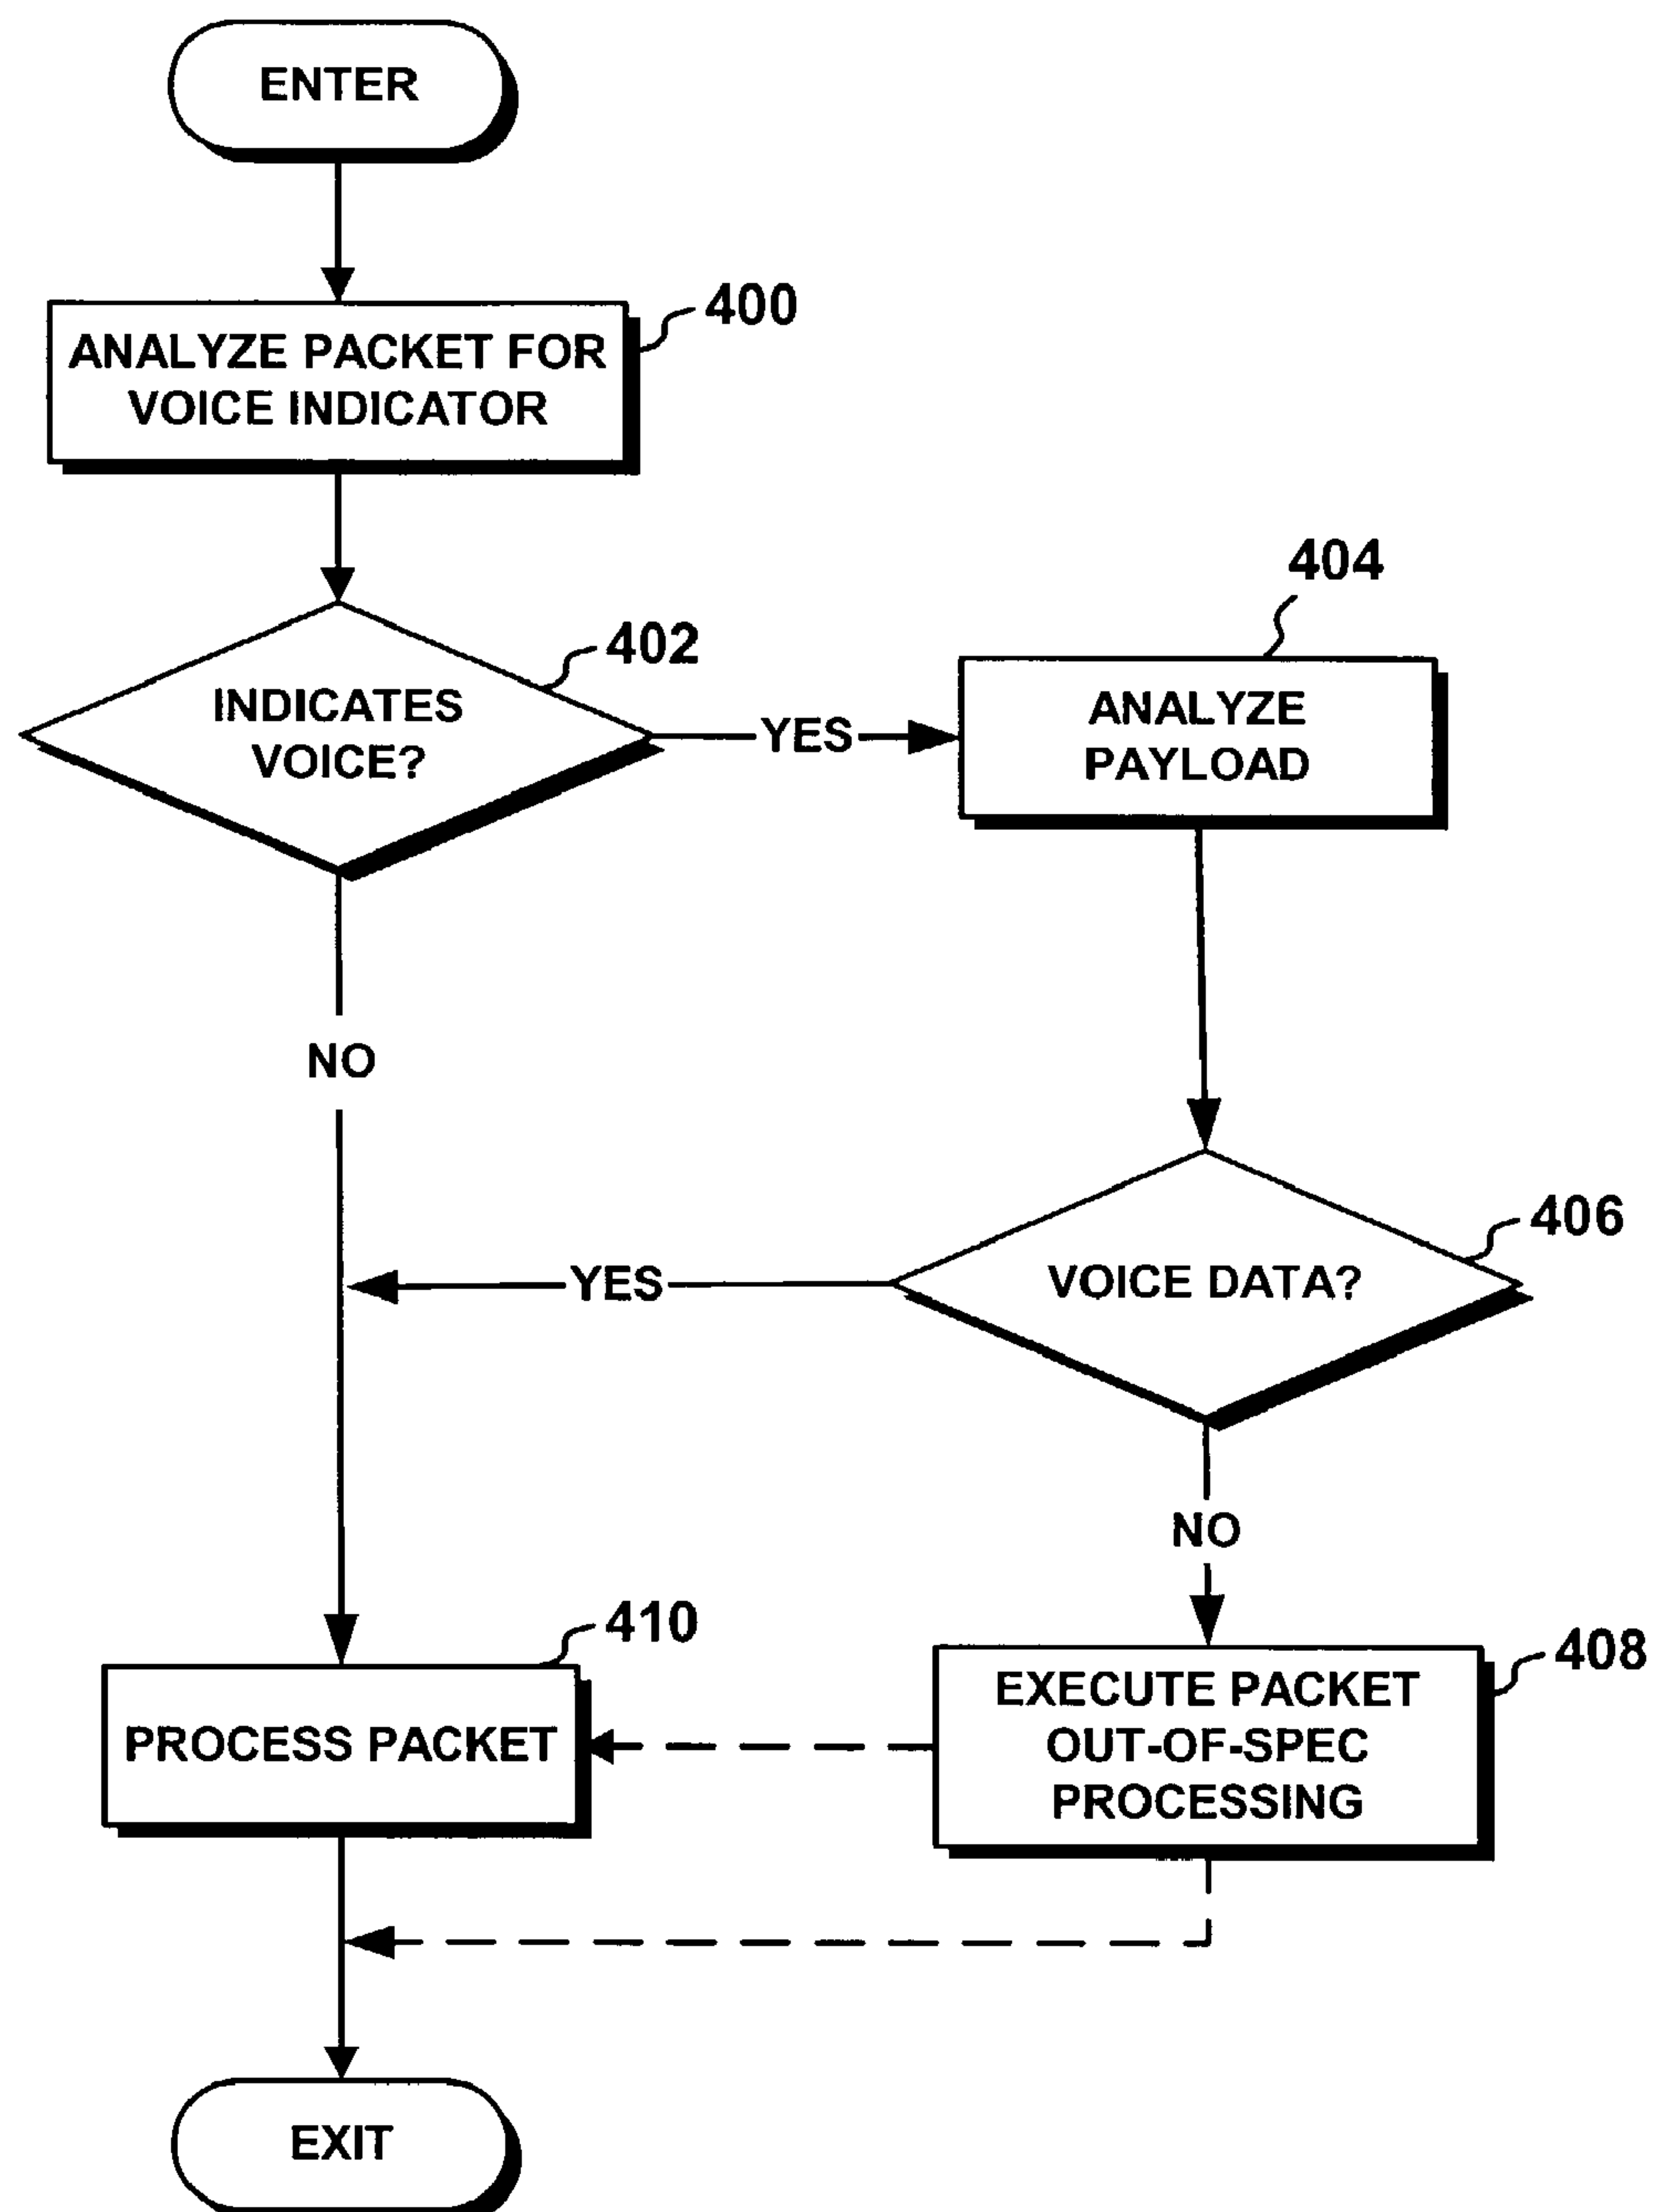 ENTER
400
ANALYZE PACKET FOR
VOICE INDICATOR
404
402
INDICATES
VOICE?
YES
ANALYZE
PAYLOAD
NO
406
VOICE DATA?
YES
NO
410
408
PROCESS PACKET
EXECUTE PACKET
OUT-OF-SPEC
PROCESSING
EXIT